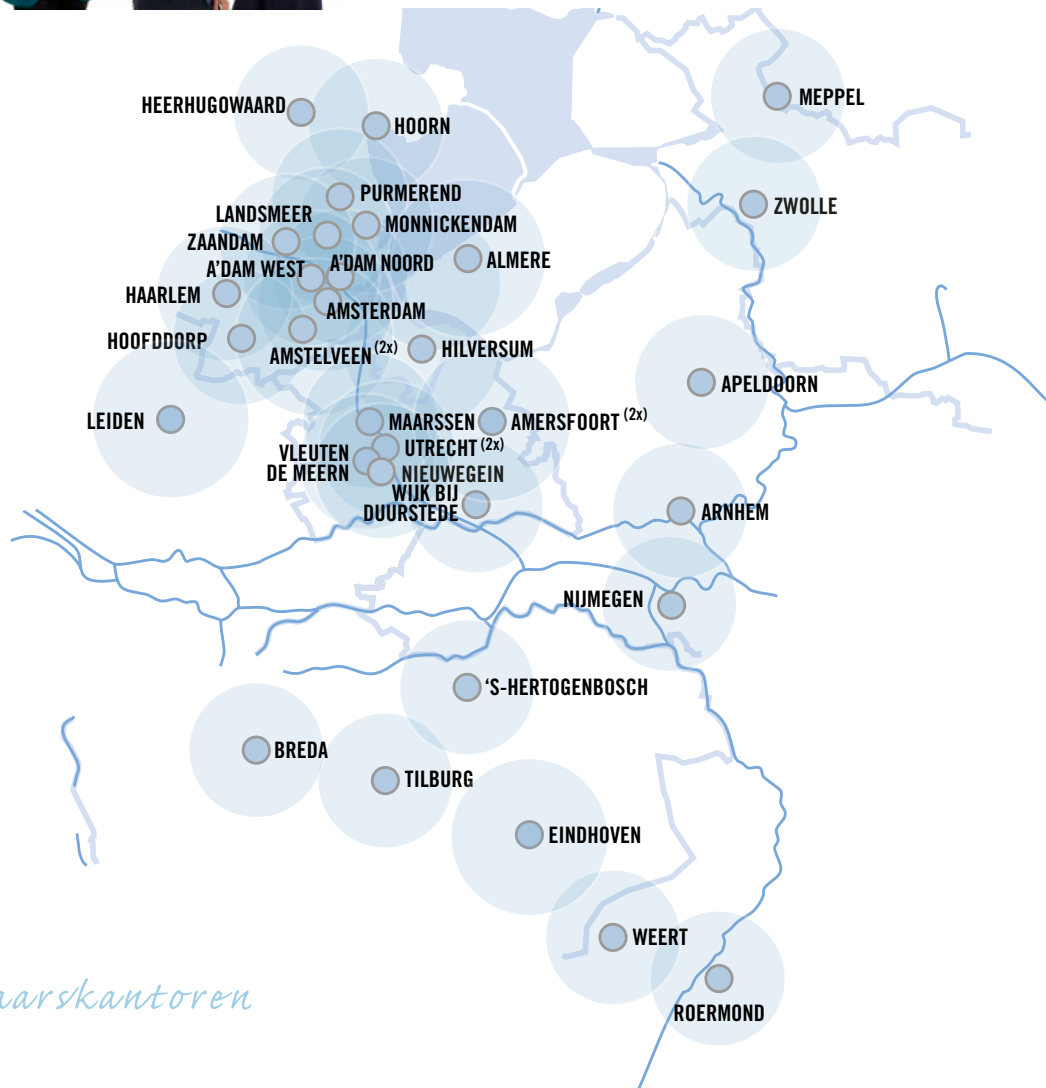 MEPPEL
HEERHUGOWAARD
HOORN
PURMEREND
ZWOLLE
LANDSMEER
MONNICKENDAM
ZAANDAM
A'DAM WEST
A'DAM NOORD
ALMERE
HAARLEM
AMSTERDAM
HOOFDDORP
AMSTELVEEN (2x)
HILVERSUM
APELDOORN
LEIDEN
MAARSSEN
AMERSFOORT (2x)
UTRECHT (2x)
VLEUTEN
DE MEERN
NIEUWEGEIN
WIJK BIJ
DUURSTEDE
ARNHEM
NIJMEGEN
‘S-HERTOGENBOSCH
BREDA
TILBURG
EINDHOVEN
WEERT
aarskantoren
ROERMOND